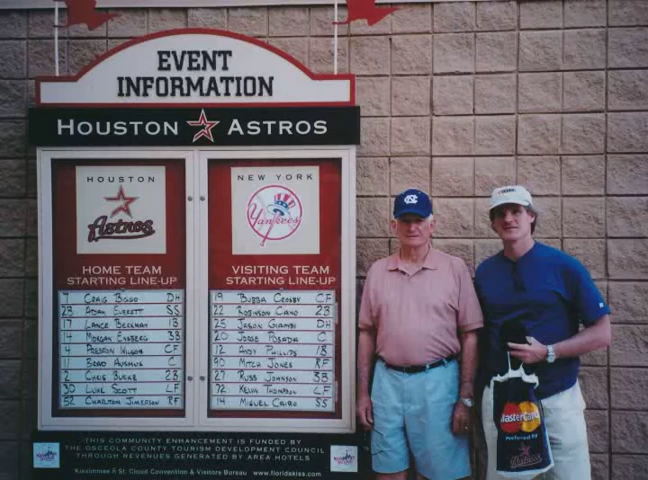 EVENT
INFORMATION
HOUSTON ASTROS
HOUSTON
Astros
HOME TEAM
STARTING LINE-UP
7 CRAIG BIGGIO DH
23 ADAM EVERETT SS
17 LANCE BERKMAN 1B
14 MORGAN ENSBERG 3B
4 PRESTON WILSON CF
BRAD AUSMUS C
2 CHRIS BURKE 2B
30 LUKE SCOTT LF
52 CHARLTON JIMERSON RF
NEW YORK
Yankees
VISITING TEAM
STARTING LINE-UP
19 BUBBA CROSBY CF
22 ROBINSON CANO 2B
25 JASON GIAMBI DH
20 JORGE POSADA C
12 ANDY PHILLIPS 1B
90 MITCH JONES RF
27 RUSS JOHNSON 3B
72 KEVIN THOMPSON LF
14 MIGUEL CAIRO SS
THIS COMMUNITY ENHANCEMENT IS FUNDED BY
THE OSCEOLA COUNTY TOURISM DEVELOPMENT COUNCIL
THROUGH REVENUES GENERATED BY AREA HOTELS
Kissimmee St. Cloud Convention & Visitors Bureau www.floridakiss.com
NC
MasterCard
Preferred By
Astros